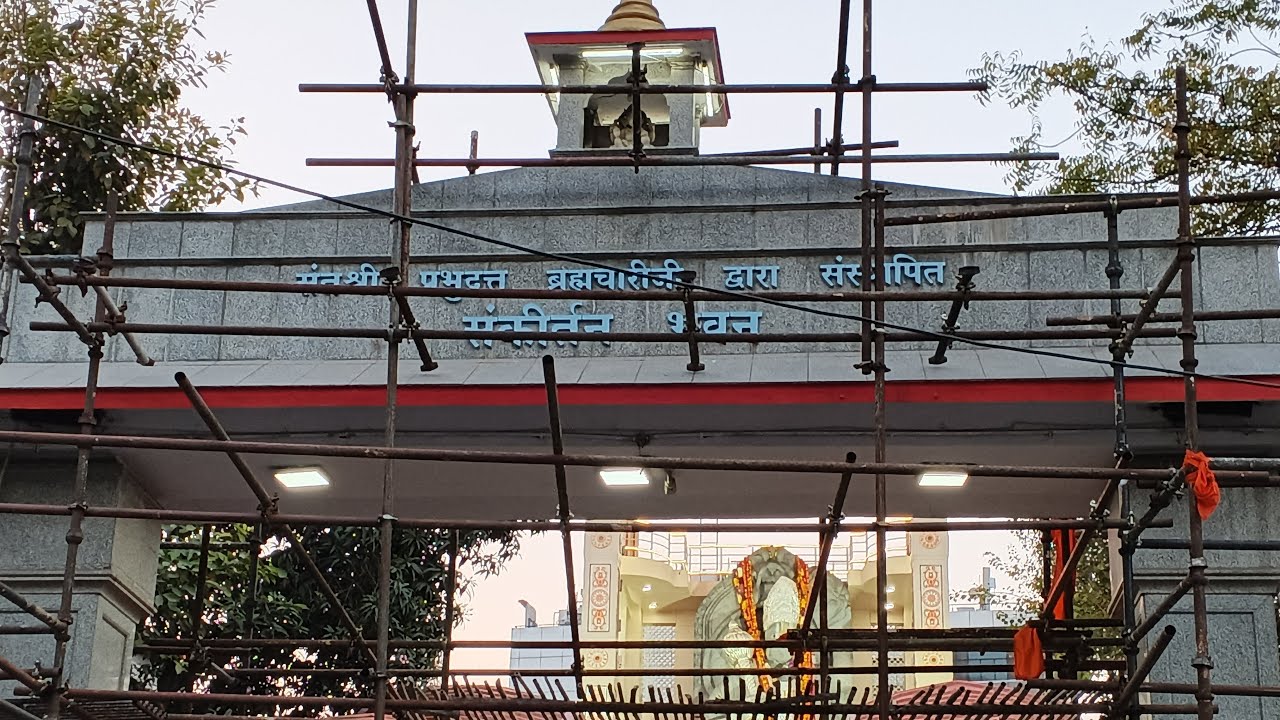 संतश्री प्रभुदत्त ब्रह्मचारीजी द्वारा संस्थापित
संकीर्तन भवन